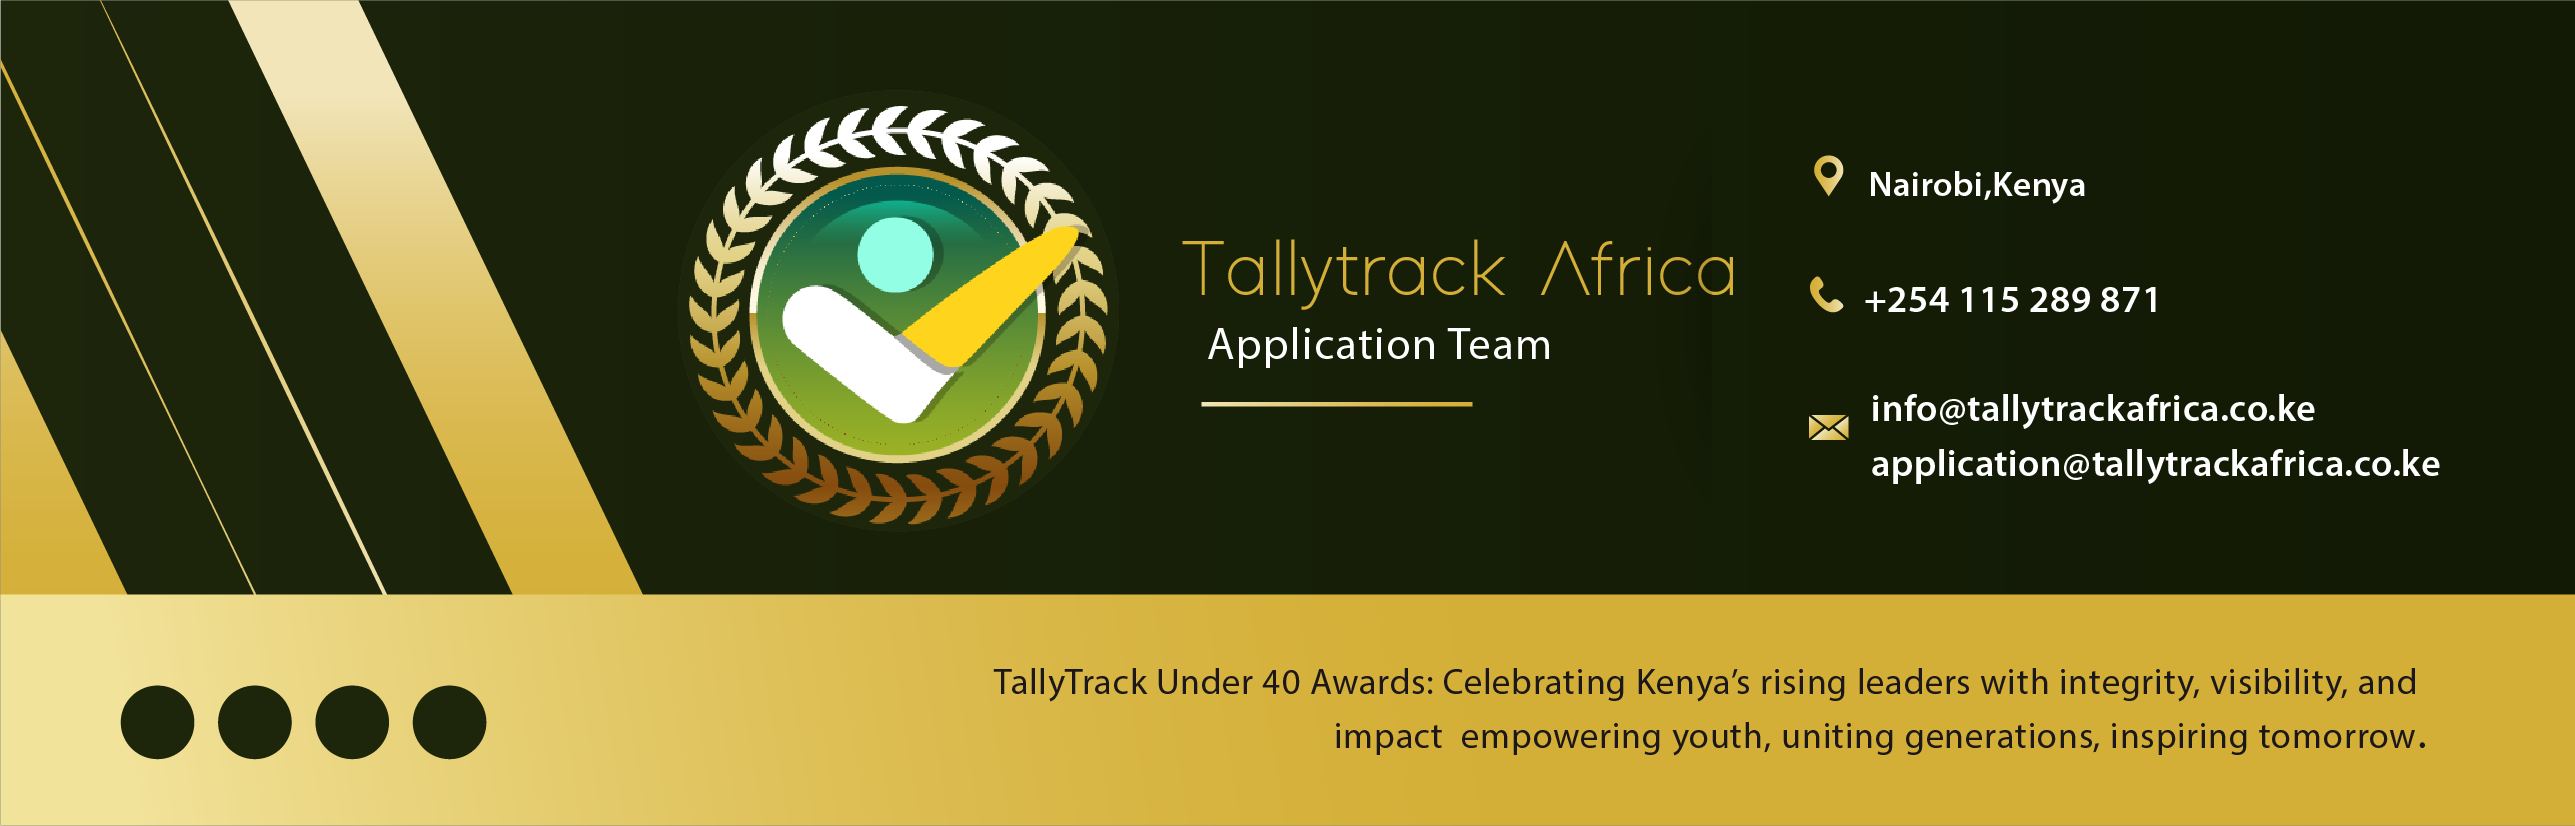 Tallytrack Africa
Application Team
Nairobi,Kenya
+254 115 289 871
info@tallytrackafrica.co.ke
application@tallytrackafrica.co.ke
TallyTrack Under 40 Awards: Celebrating Kenya’s rising leaders with integrity, visibility, and
impact  empowering youth, uniting generations, inspiring tomorrow.